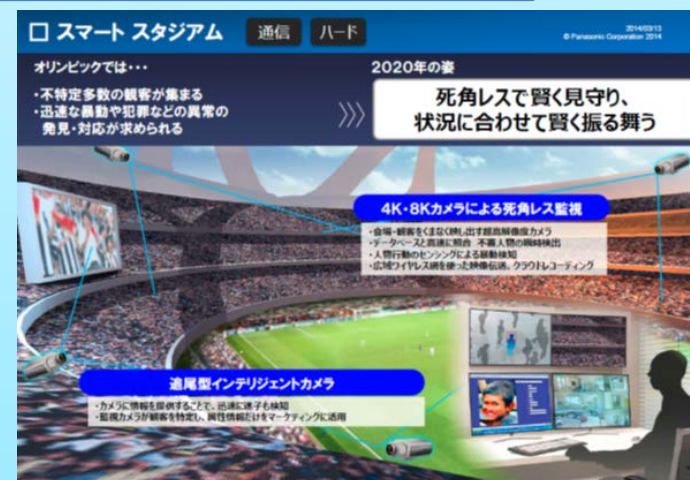 □ スマート スタジアム
通信
ハード
2014/03/13
© Panasonic Corporation 2014
オリンピックでは・・・
・不特定多数の観客が集まる
・迅速な暴動や犯罪などの異常の
発見・対応が求められる
2020年の姿
死角レスで賢く見守り、
状況に合わせて賢く振る舞う
4K・8Kカメラによる死角レス監視
・会場・観客をくまなく映し出す超高解像度カメラ
・データベースと高速に照合 不審人物の瞬時検出
・人物行動のセンシングによる暴動検知
・広域ワイヤレス網を使った映像伝送、クラウドレコーディング
追尾型インテリジェントカメラ
・カメラに情報を提供することで、迅速に迷子も検知
・監視カメラが観客を特定し、属性情報だけをマーケティングに活用